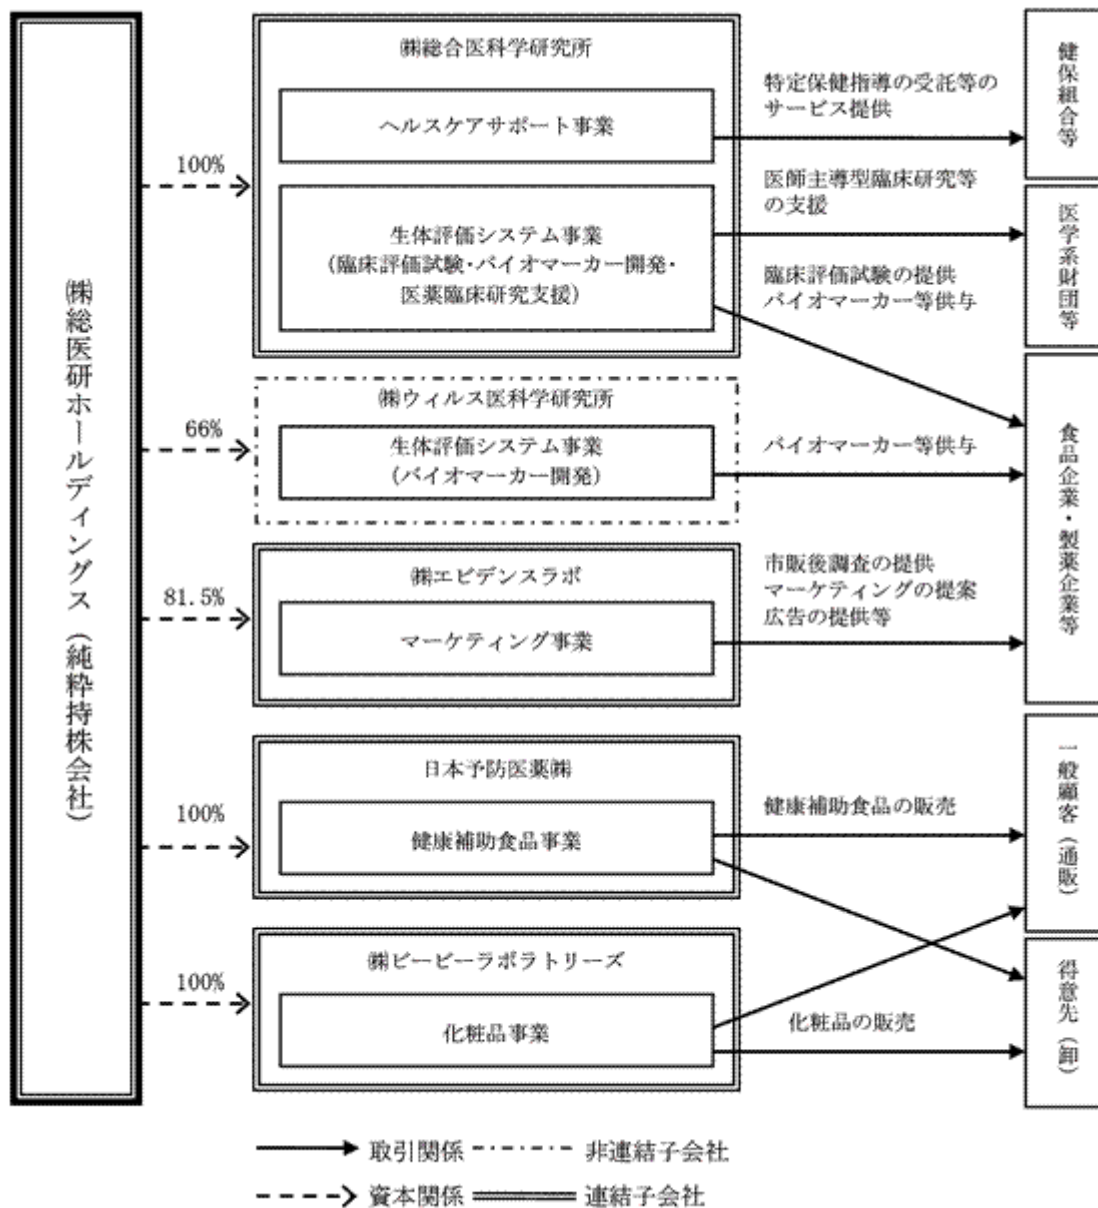 ㈱総医研ホールディングス（純粋持株会社）
100%
66%
81.5%
100%
100%
㈱総合医科学研究所
ヘルスケアサポート事業
生体評価システム事業
（臨床評価試験・バイオマーカー開発・
医薬臨床研究支援）
㈱ウィルス医科学研究所
生体評価システム事業
（バイオマーカー開発）
㈱エビデンスラボ
マーケティング事業
日本予防医薬㈱
健康補助食品事業
㈱ビービーラボラトリーズ
化粧品事業
特定保健指導の受託等の
サービス提供
医師主導型臨床研究等
の支援
臨床評価試験の提供
バイオマーカー等供与
バイオマーカー等供与
市販後調査の提供
マーケティングの提案
広告の提供等
健康補助食品の販売
化粧品の販売
健保組合等
医学系財団等
食品企業・製薬企業等
一般顧客（通販）
得意先（卸）
取引関係
非連結子会社
資本関係
連結子会社